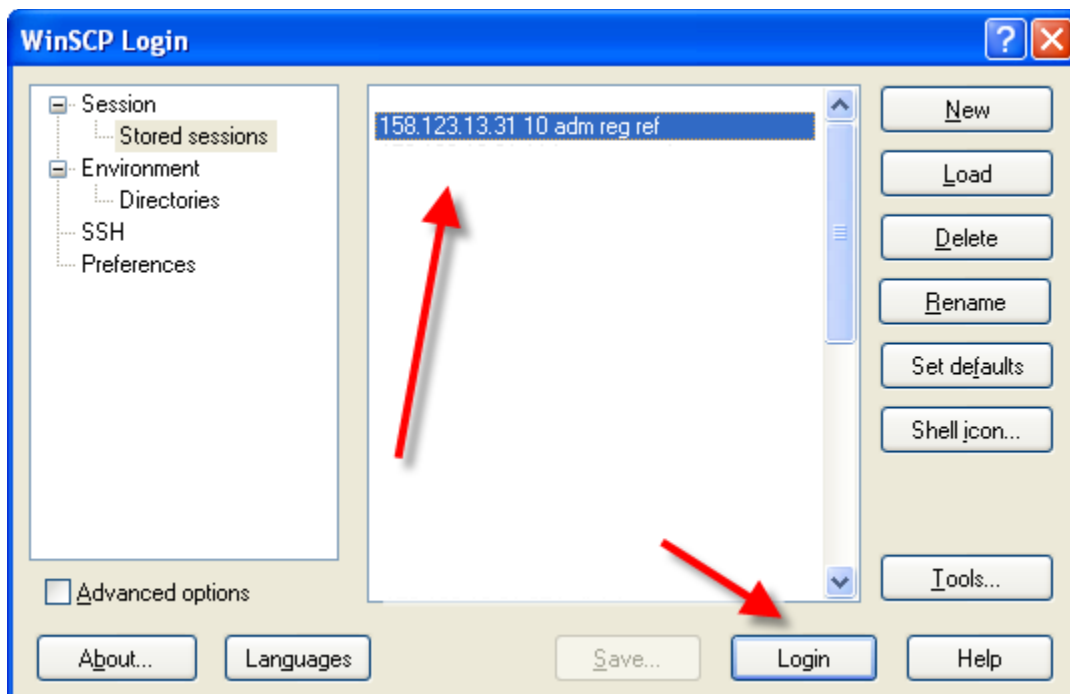 WinSCP Login
Session
Stored sessions
Environment
Directories
SSH
Preferences
Advanced options
158.123.13.31 10 adm reg ref
New
Load
Delete
Rename
Set defaults
Shell icon...
Tools...
About...
Languages
Save...
Login
Help